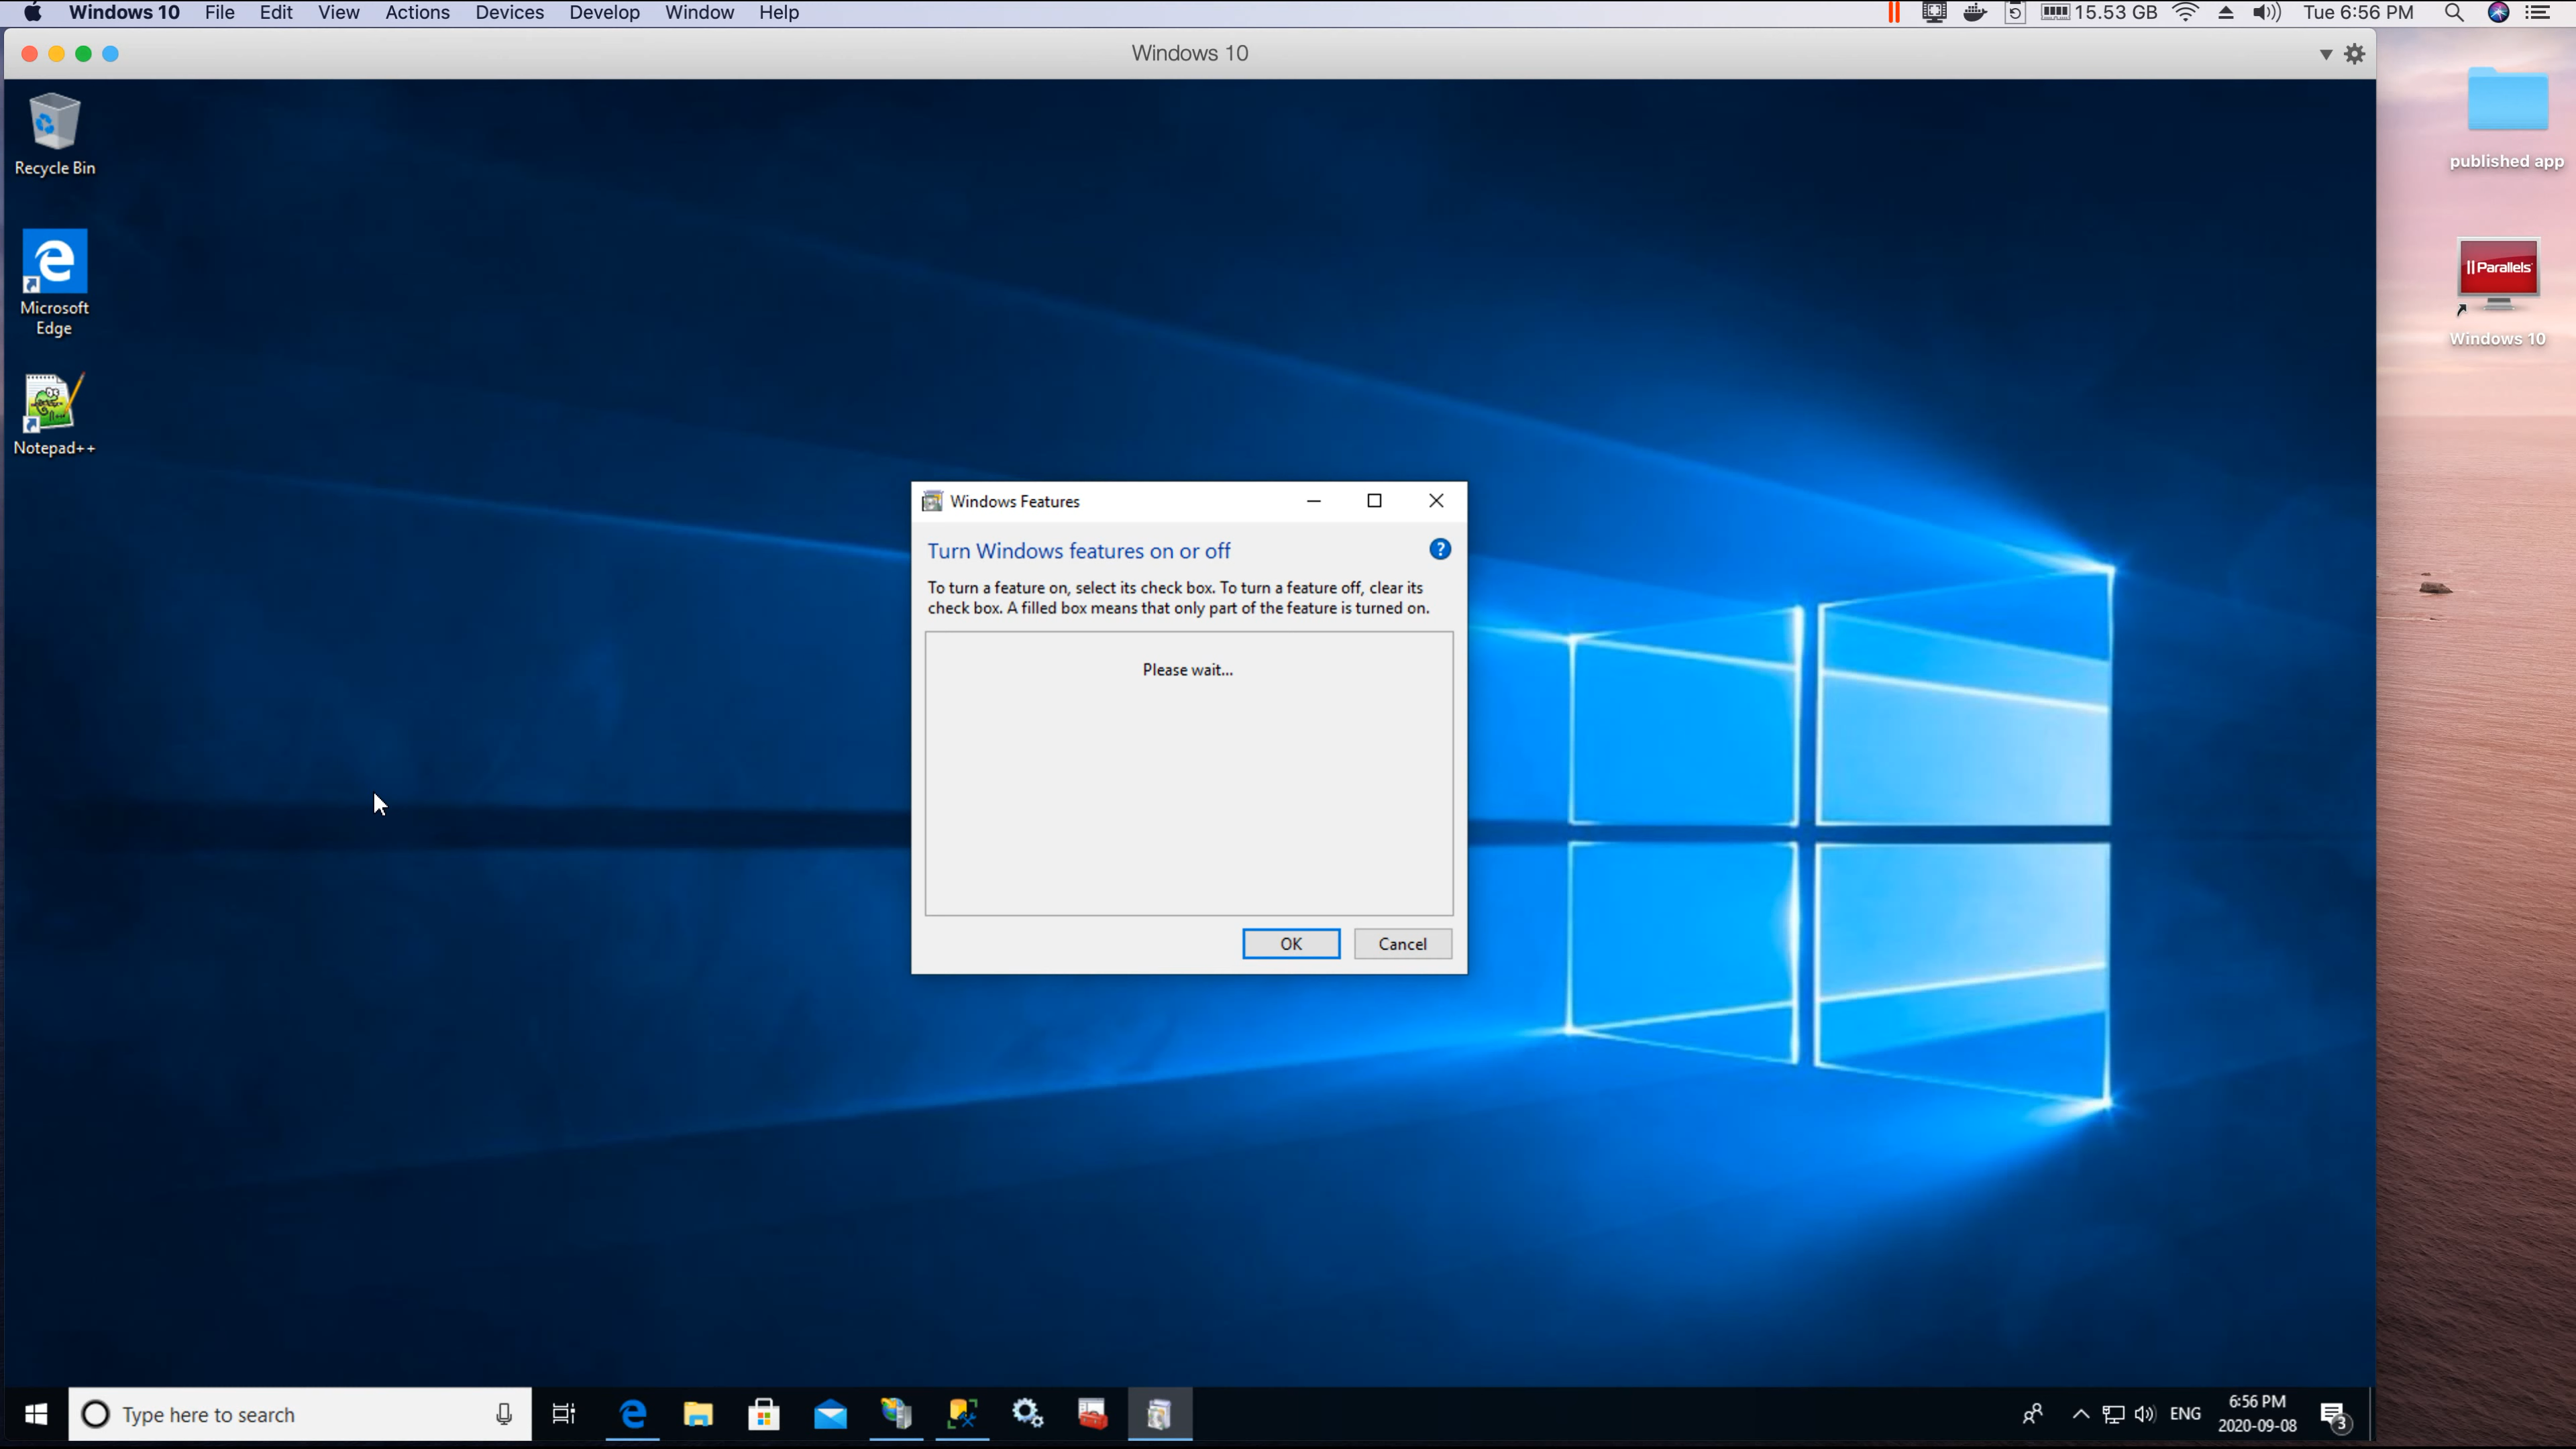 Windows 10 File Edit View Actions Devices Develop Window Help 15.53 GB Tue 6:56 PM
Windows 10
Recycle Bin
Microsoft
Edge
Notepad++
published app
Parallels
Windows 10
Windows Features
Turn Windows features on or off
?
To turn a feature on, select its check box. To turn a feature off, clear its
check box. A filled box means that only part of the feature is turned on.
Please wait...
OK Cancel
Type here to search
ENG
6:56 PM
2020-09-08
3